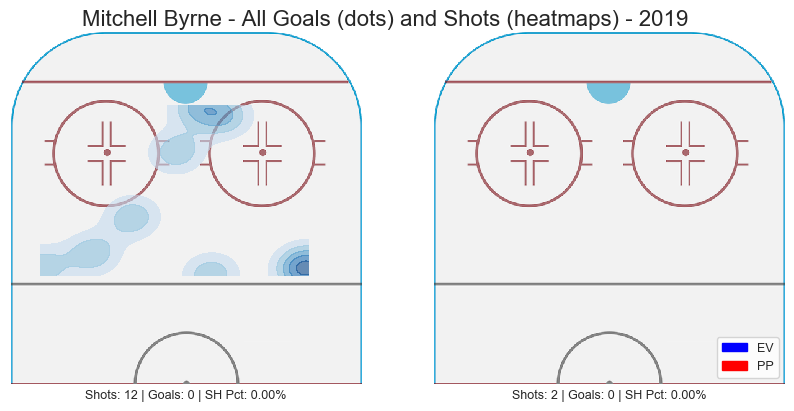 Mitchell Byrne - All Goals (dots) and Shots (heatmaps) - 2019
EV
PP
Shots: 12 | Goals: 0 | SH Pct: 0.00%
Shots: 2 | Goals: 0 | SH Pct: 0.00%